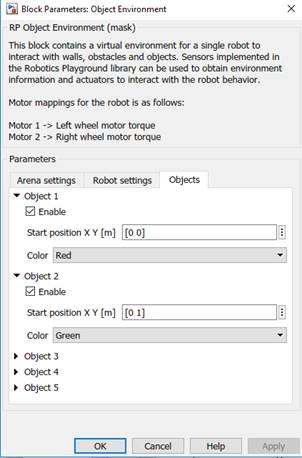 Block Parameters: Object Environment
RP Object Environment (mask)
This block contains a virtual environment for a single robot to
interact with walls, obstacles and objects. Sensors implemented in
the Robotics Playground library can be used to obtain environment
information and actuators to interact with the robot behavior.
Motor mappings for the robot is as follows:
Motor 1 -> Left wheel motor torque
Motor 2 -> Right wheel motor torque
Parameters
Arena settings Robot settings Objects
Object 1
Enable
Start position X Y [m] [0 0]
Color Red
Object 2
Enable
Start position X Y [m] [0 1]
Color Green
Object 3
Object 4
Object 5
OK Cancel Help Apply